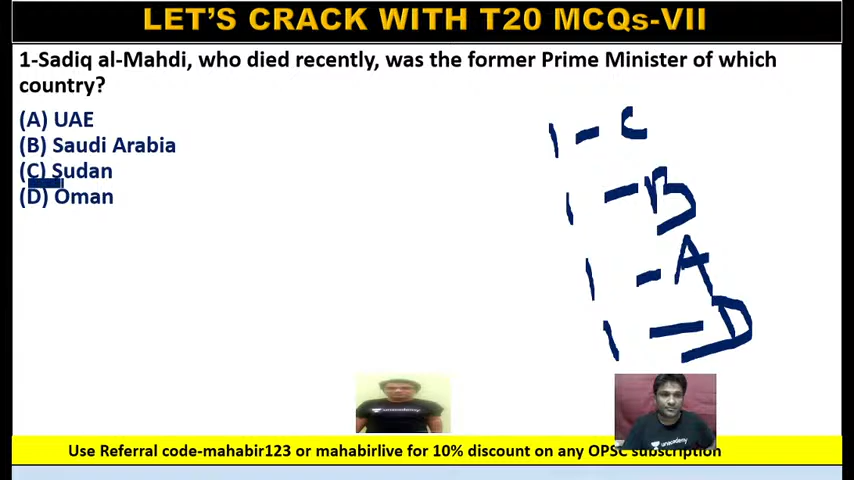 LET'S CRACK WITH T20 MCQs-VII
1-Sadiq al-Mahdi, who died recently, was the former Prime Minister of which
country?
(A) UAE
(B) Saudi Arabia
(C) Sudan
(D) Oman
1 - C
1 - B
1 - A
1 - D
unacademy
unacademy
Use Referral code-mahabir123 or mahabirlive for 10% discount on any OPSC subscription